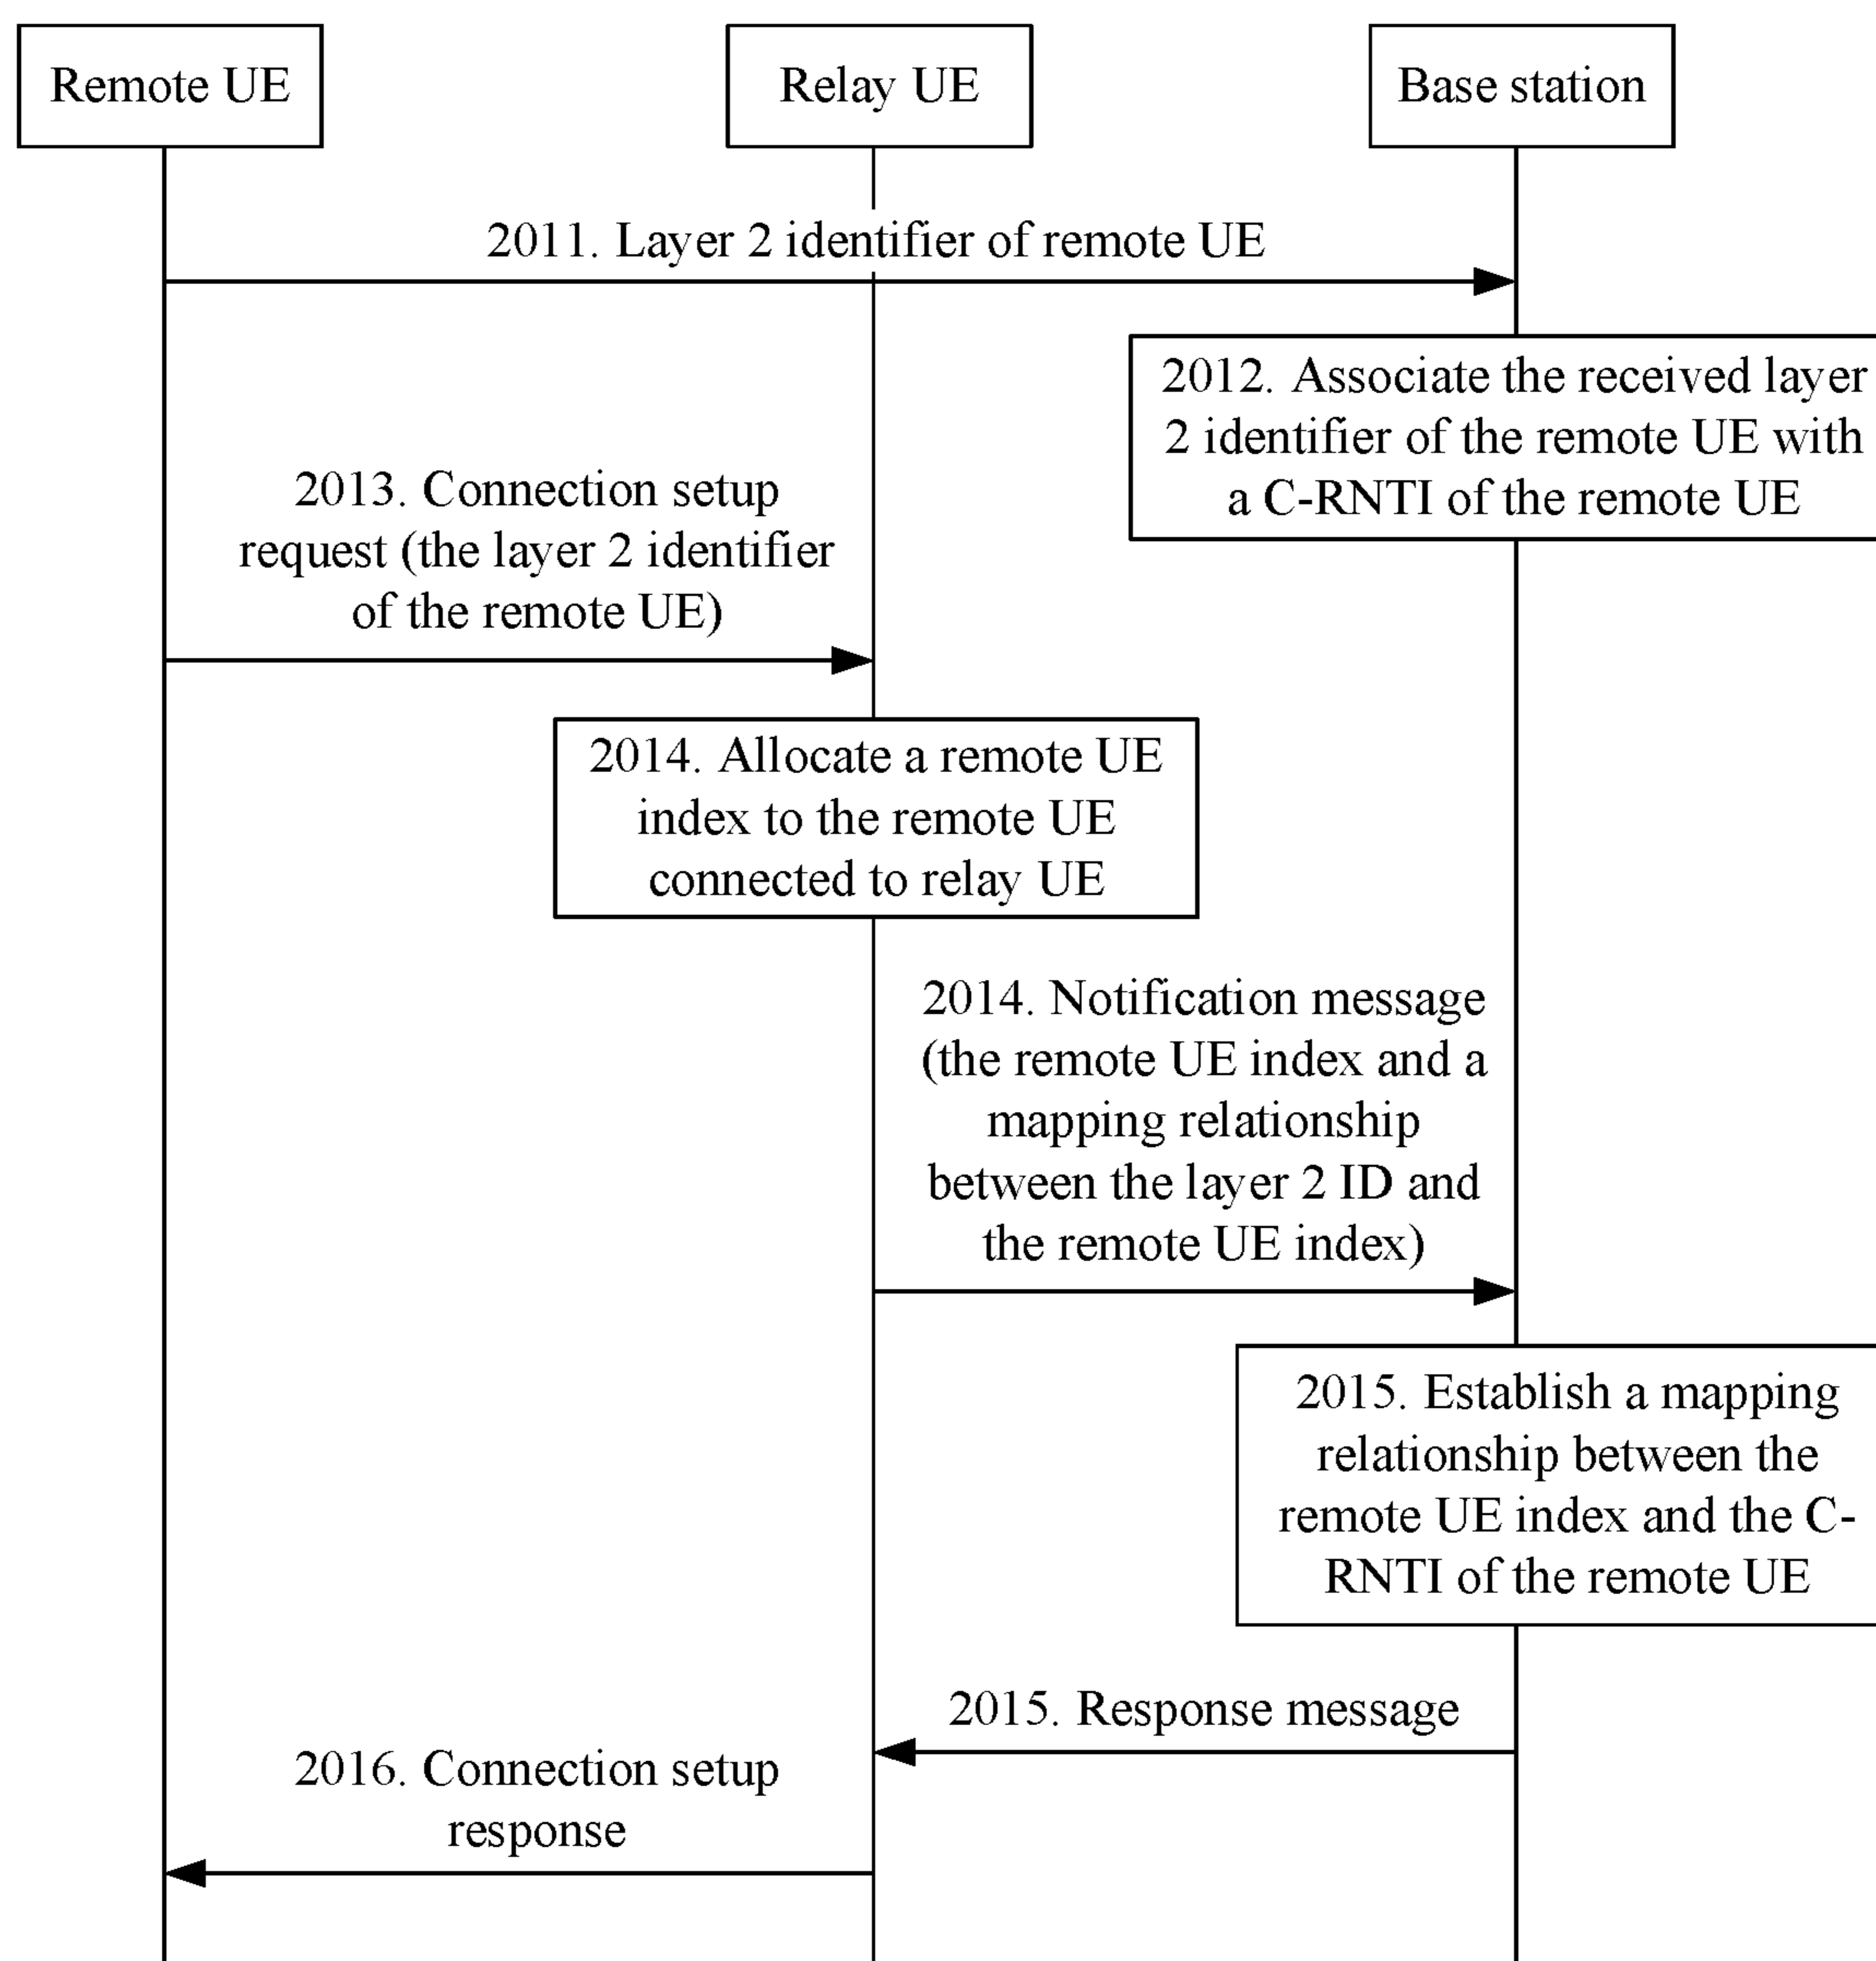 Remote UE
Relay UE
Base station
2011. Layer 2 identifier of remote UE
2012. Associate the received layer
2 identifier of the remote UE with
a C-RNTI of the remote UE
2013. Connection setup
request (the layer 2 identifier
of the remote UE)
2014. Allocate a remote UE
index to the remote UE
connected to relay UE
2014. Notification message
(the remote UE index and a
mapping relationship
between the layer 2 ID and
the remote UE index)
2015. Establish a mapping
relationship between the
remote UE index and the C-
RNTI of the remote UE
2015. Response message
2016. Connection setup
response